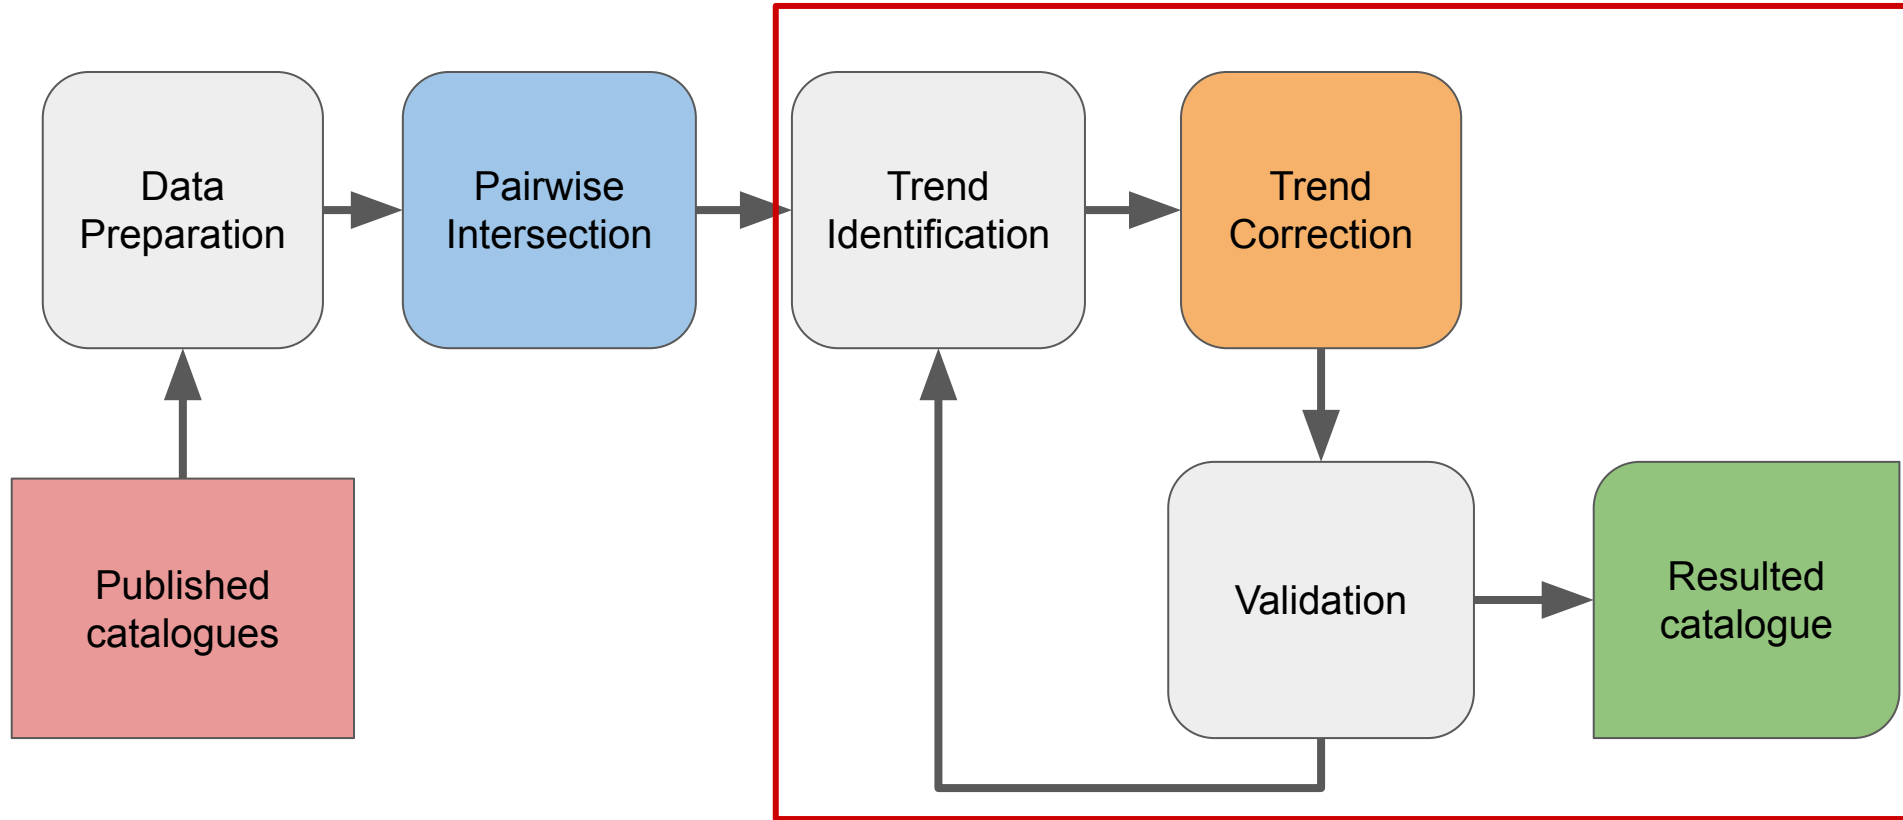 Data
Preparation
Pairwise
Intersection
Trend
Identification
Trend
Correction
Published
catalogues
Validation
Resulted
catalogue